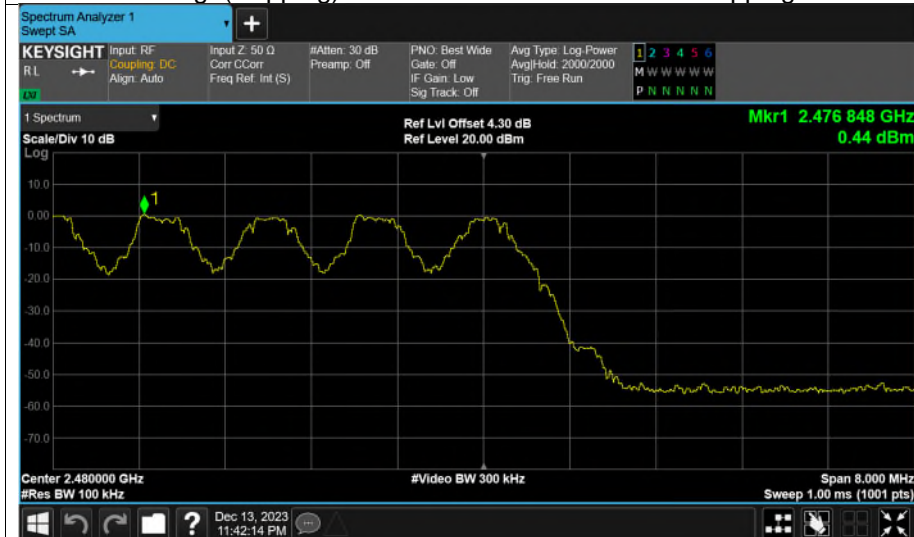 Spectrum Analyzer 1
Swept SA
KEYSIGHT
RL
LXI
Input: RF
Coupling: DC
Align: Auto
Input Z: 50 Ω
Corr CCorr
Freq Ref: Int (S)
#Atten: 30 dB
Preamp: Off
PNO: Best Wide
Gate: Off
IF Gain: Low
Sig Track: Off
Avg Type: Log-Power
Avg|Hold: 2000/2000
Trig: Free Run
1 2 3 4 5 6
M W W W W W
P N N N N N
1 Spectrum
Scale/Div 10 dB
Ref Lvl Offset 4.30 dB
Ref Level 20.00 dBm
Mkr1 2.476 848 GHz
0.44 dBm
Log
10.0
0.00
-10.0
-20.0
-30.0
-40.0
-50.0
-60.0
-70.0
1
Center 2.480000 GHz
#Res BW 100 kHz
#Video BW 300 kHz
Span 8.000 MHz
Sweep 1.00 ms (1001 pts)
?
Dec 13, 2023
11:42:14 PM